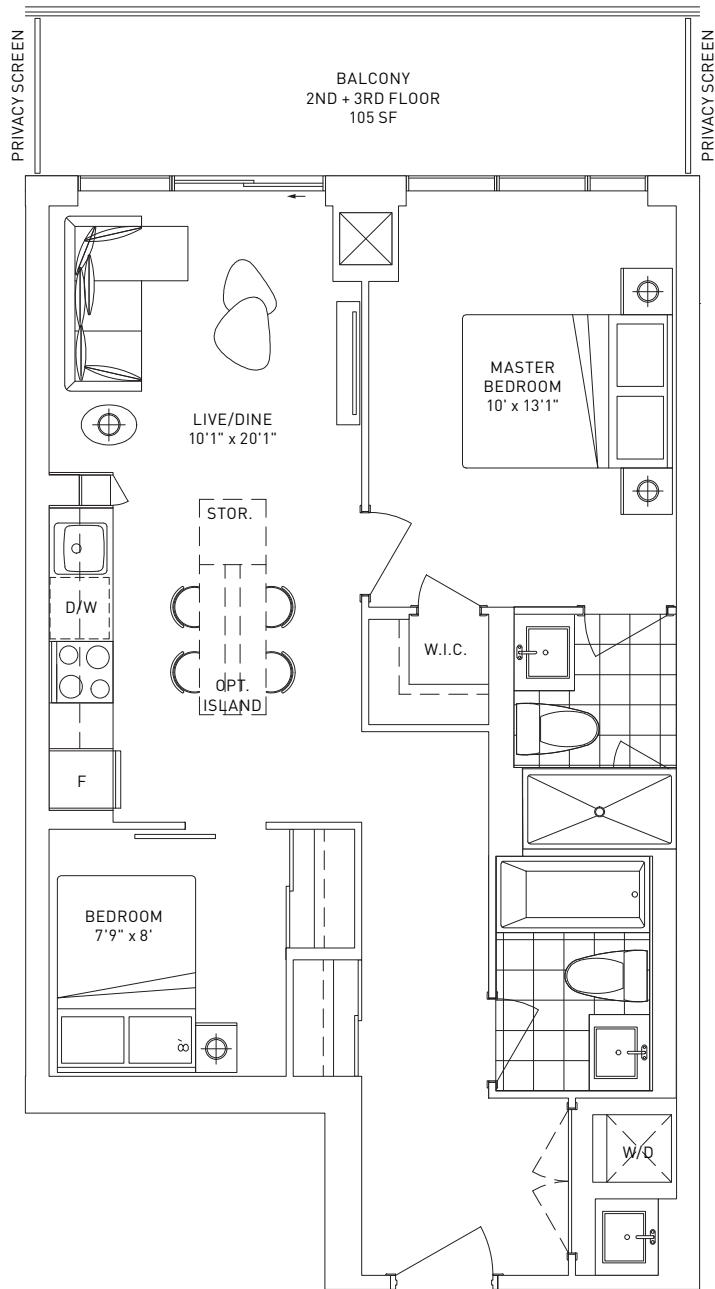 PRIVACY SCREEN
BALCONY
2ND + 3RD FLOOR
105 SF
PRIVACY SCREEN
MASTER
BEDROOM
10' x 13'1"
LIVE/DINE
10'1" x 20'1"
STOR.
D/W
W.I.C.
OPT.
ISLAND
F
BEDROOM
7'9" x 8'
8'
W/D